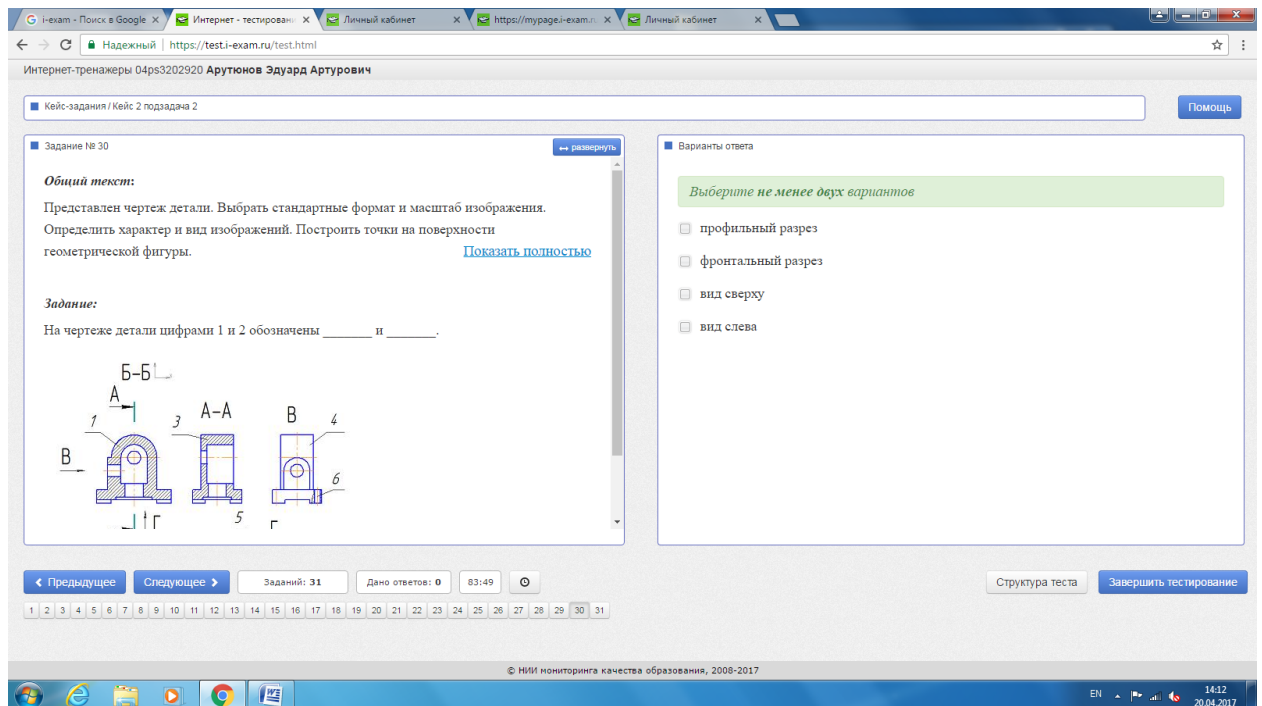 i-exam - Поиск в Google
Интернет - тестировани
Личный кабинет
https://mypage.i-exam.r
Личный кабинет
Надежный
https://test.i-exam.ru/test.html
Интернет-тренажеры 04ps3202920 Арутюнов Эдуард Артурович
Кейс-задания / Кейс 2 подзадача 2
Помощь
Задание № 30
развернуть
Общий текст:
Представлен чертеж детали. Выбрать стандартные формат и масштаб изображения.
Определить характер и вид изображений. Построить точки на поверхности
геометрической фигуры.
Показать полностью
Задание:
На чертеже детали цифрами 1 и 2 обозначены _______ и _______.
Б–Б
А
1
3
А–А
В
4
В
6
Г
5
Г
Варианты ответа
Выберите не менее двух вариантов
профильный разрез
фронтальный разрез
вид сверху
вид слева
Предыдущее
Следующее
Заданий: 31
Дано ответов: 0
83:49
Структура теста
Завершить тестирование
1 2 3 4 5 6 7 8 9 10 11 12 13 14 15 16 17 18 19 20 21 22 23 24 25 26 27 28 29 30 31
© НИИ мониторинга качества образования, 2008-2017
EN
14:12
20.04.2017